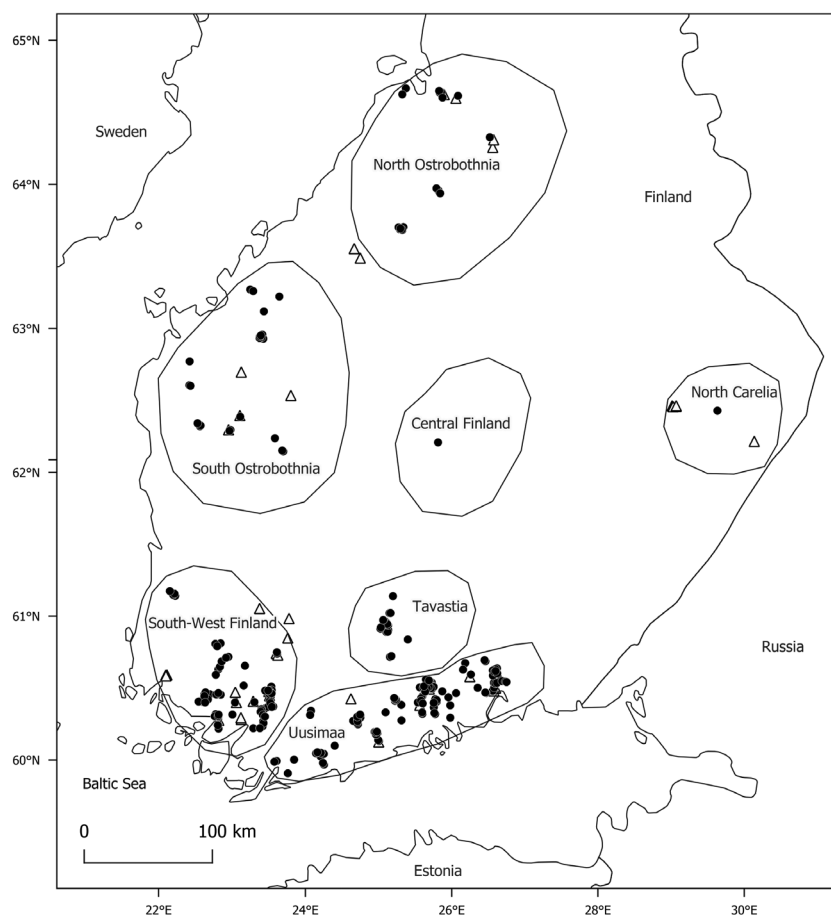 65°N
Sweden
North Ostrobothnia
64°N
Finland
63°N
North Carelia
Central Finland
South Ostrobothnia
62°N
61°N
Tavastia
South-West Finland
Russia
Uusimaa
60°N
Baltic Sea
0 100 km
Estonia
22°E 24°E 26°E 28°E 30°E